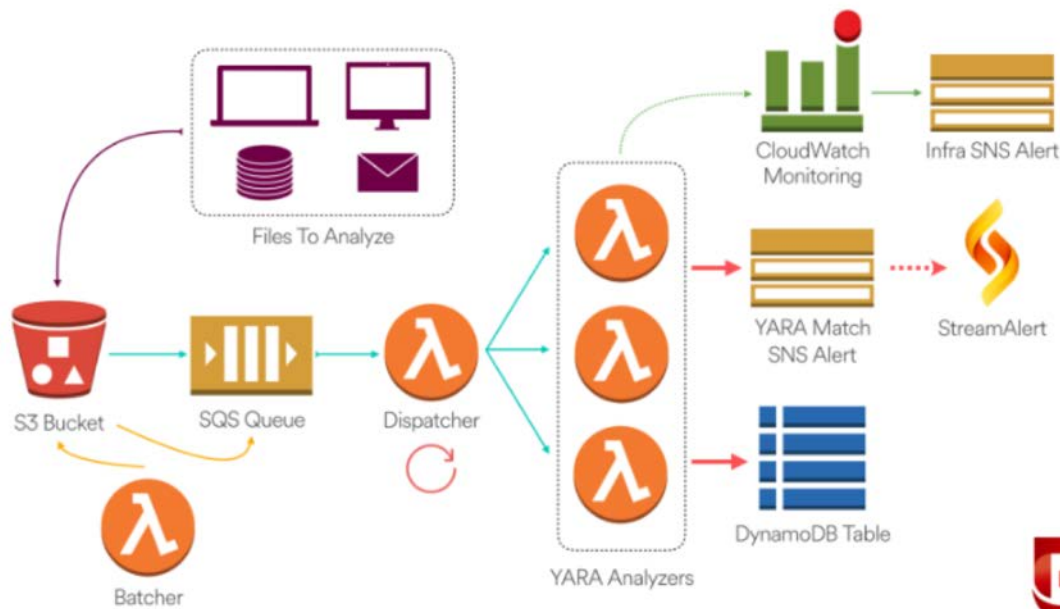 Files To Analyze
CloudWatch
Monitoring
Infra SNS Alert
S3 Bucket
SQS Queue
Dispatcher
YARA Match
SNS Alert
StreamAlert
Batcher
YARA Analyzers
DynamoDB Table